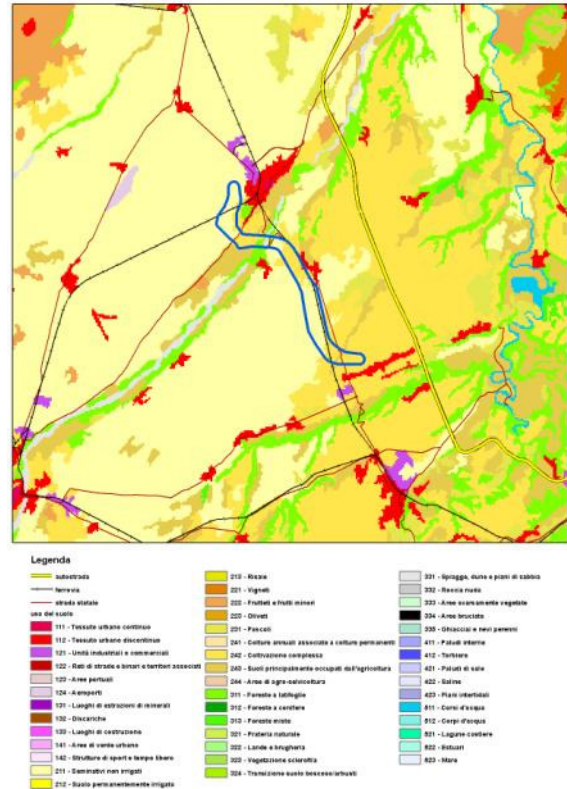 Legenda
autostrada
ferrovia
strada statale
uso del suolo
111 - Tessuto urbano continuo
112 - Tessuto urbano discontinuo
121 - Unità industriali e commerciali
122 - Reti di strade e binari e territori associati
123 - Aree portuali
124 - Aeroporti
131 - Luoghi di estrazioni di minerali
132 - Discariche
133 - Luoghi di costruzione
141 - Aree di verde urbano
142 - Strutture di sport e tempo libero
211 - Seminativi non irrigati
212 - Suolo permanentemente irrigato
213 - Risaie
221 - Vigneti
222 - Frutteti e frutti minori
223 - Oliveti
231 - Pascoli
241 - Colture annuali associate a colture permanenti
242 - Coltivazione complessa
243 - Suoli principalmente occupati dall'agricoltura
244 - Aree di agro-selvicoltura
311 - Foreste a latifoglie
312 - Foreste a conifere
313 - Foreste miste
321 - Prateria naturale
322 - Lande e brughiera
323 - Vegetazione sclerofita
324 - Transizione suolo boscoso/arbusti
331 - Spiagge, dune e piani di sabbia
332 - Roccia nuda
333 - Aree scarsamente vegetate
334 - Aree bruciate
335 - Ghiacciai e nevi perenni
411 - Paludi interne
412 - Torbiere
421 - Paludi di sale
422 - Saline
423 - Piani intertidali
511 - Corsi d'acqua
512 - Corpi d'acqua
521 - Lagune costiere
522 - Estuari
523 - Mare